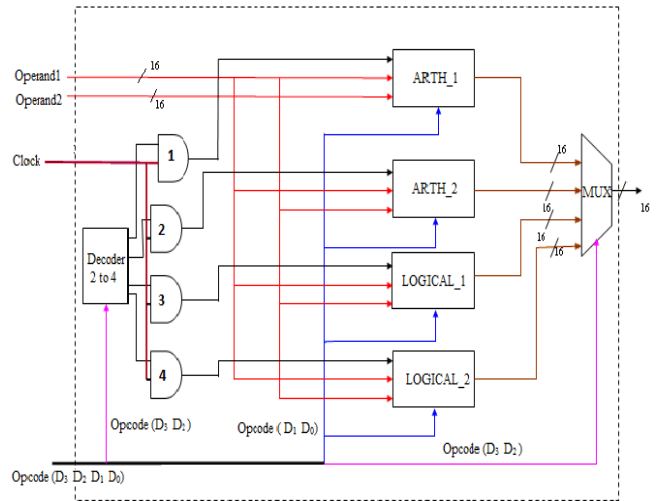 16
Operand1
ARTH_1
Operand2
16
16
Clock
1
ARTH_2
16
MUX
16
16
2
Decoder
2 to 4
16
16
3
LOGICAL_1
4
LOGICAL_2
Opcode (D3 D2)
Opcode ( D1 D0)
Opcode (D3 D2)
Opcode (D3 D2 D1 D0)